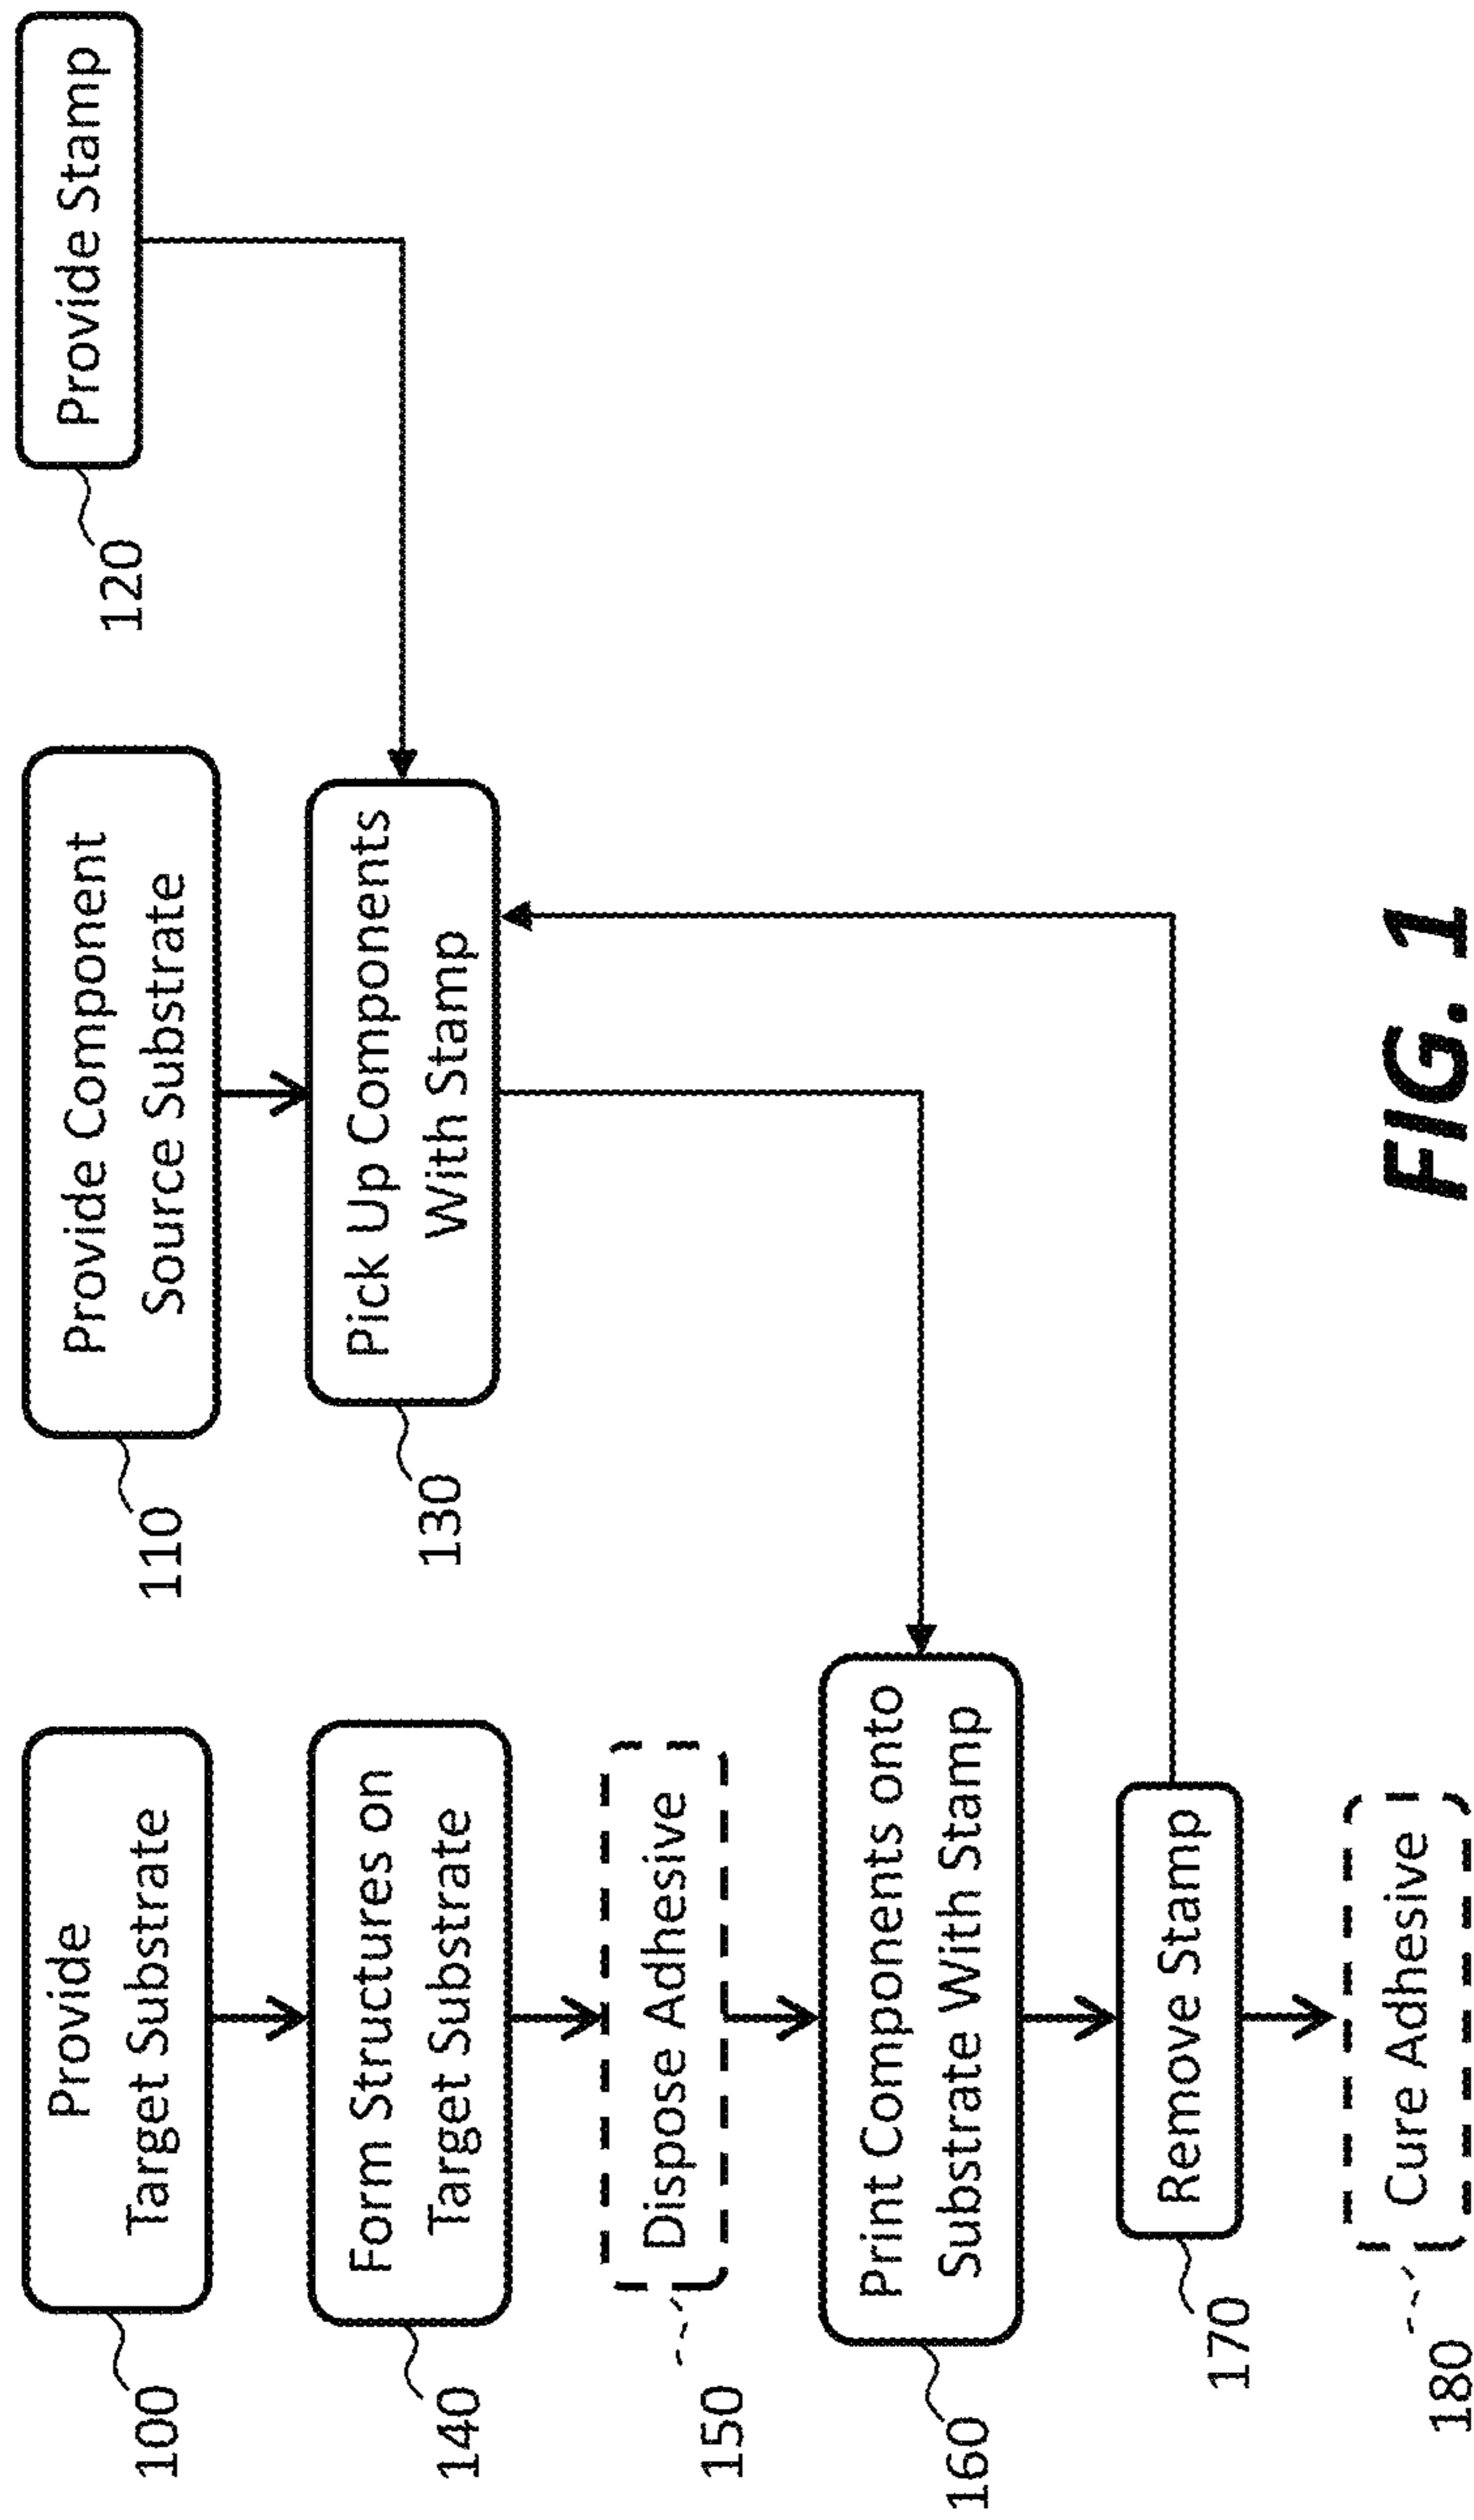 100
Provide
Target Substrate
110
Provide Component
Source Substrate
120
Provide Stamp
140
Form Structures on
Target Substrate
130
Pick Up Components
With Stamp
150
Dispose Adhesive
160
Print Components onto
Substrate With Stamp
170
Remove Stamp
180
Cure Adhesive
FIG. 1